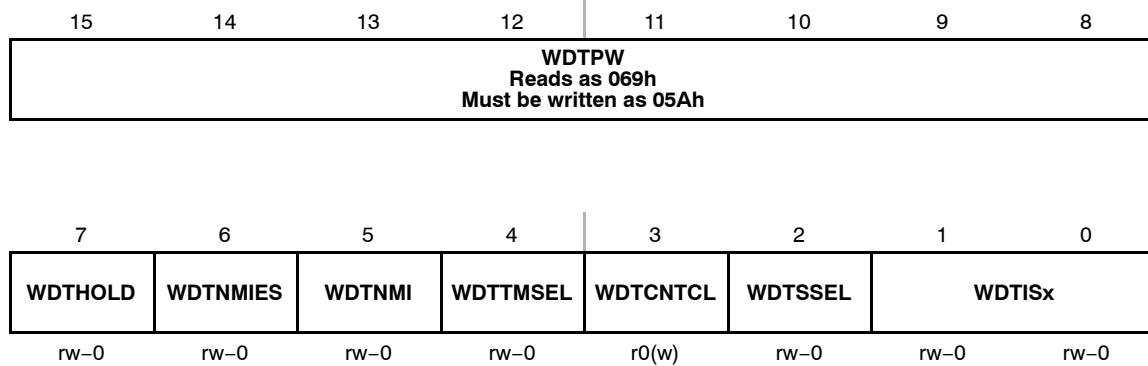 15 14 13 12 11 10 9 8
WDTPW
Reads as 069h
Must be written as 05Ah
7 6 5 4 3 2 1 0
WDTHOLD WDTNMIES WDTNMI WDTTMSEL WDTCNTCL WDTSSEL WDTISx
rw−0 rw−0 rw−0 rw−0 r0(w) rw−0 rw−0 rw−0